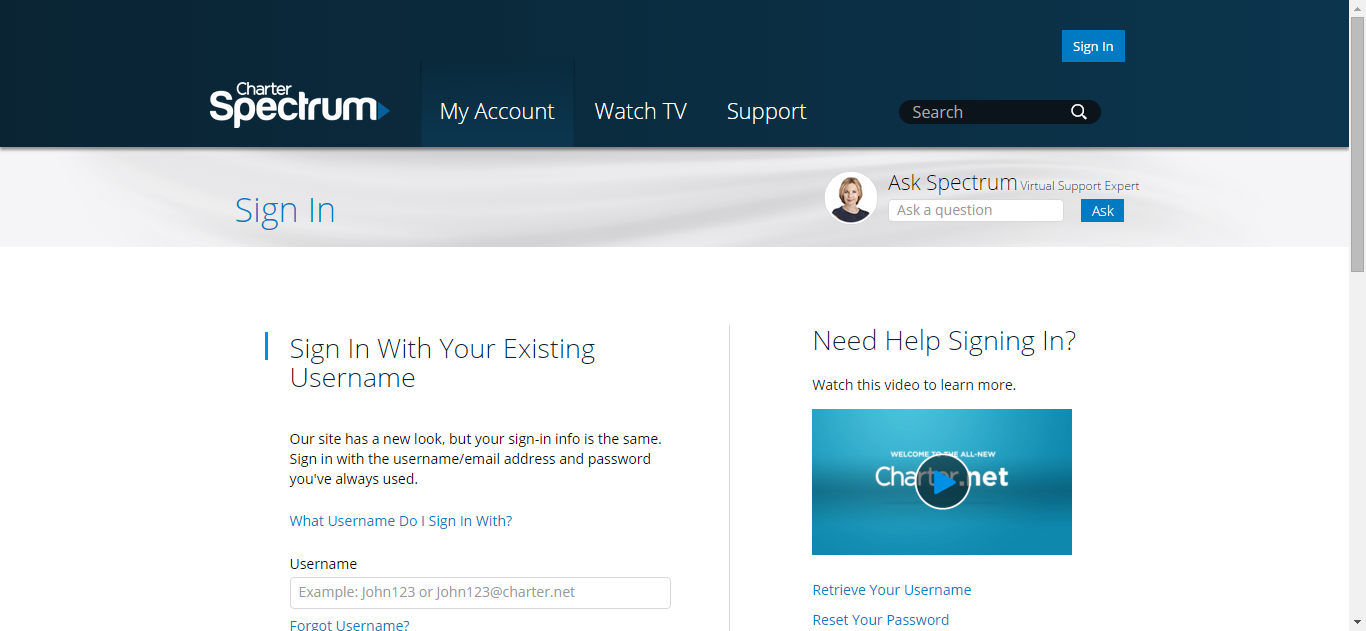 Sign In
Charter
Spectrum
My Account
Watch TV
Support
Search
Sign In
Ask Spectrum Virtual Support Expert
Ask a question
Ask
Sign In With Your Existing
Username
Our site has a new look, but your sign-in info is the same.
Sign in with the username/email address and password
you've always used.
What Username Do I Sign In With?
Username
Example: John123 or John123@charter.net
Forgot Username?
Need Help Signing In?
Watch this video to learn more.
WELCOME TO THE ALL-NEW
Charter.net
Retrieve Your Username
Reset Your Password